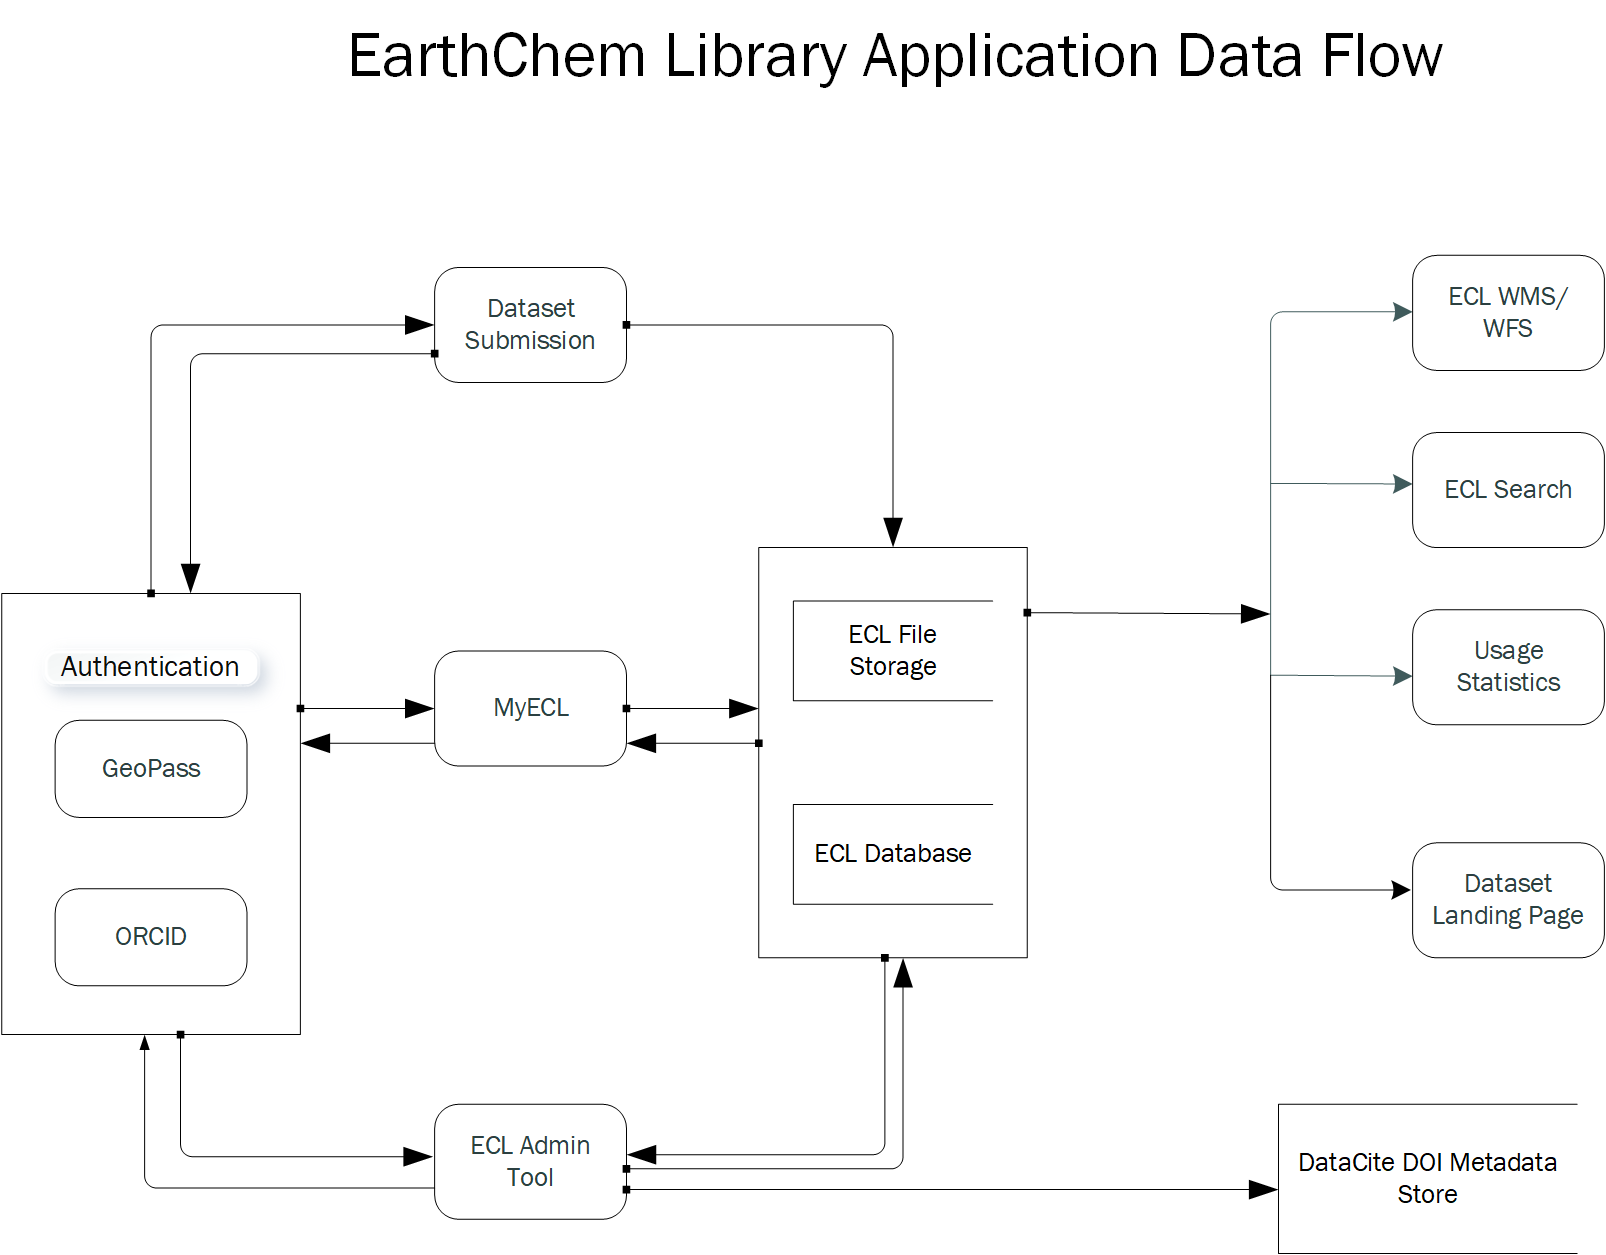 EarthChem Library Application Data Flow
Dataset
Submission
ECL WMS/
WFS
ECL Search
Authentication
GeoPass
ORCID
MyECL
ECL File
Storage
ECL Database
Usage
Statistics
Dataset
Landing Page
ECL Admin
Tool
DataCite DOI Metadata
Store